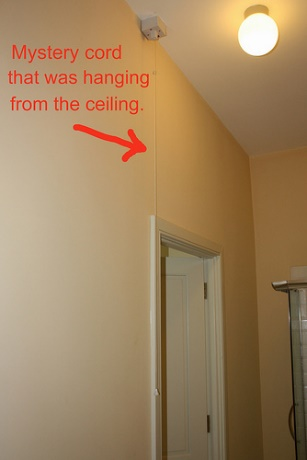 Mystery cord
that was hanging
from the ceiling.